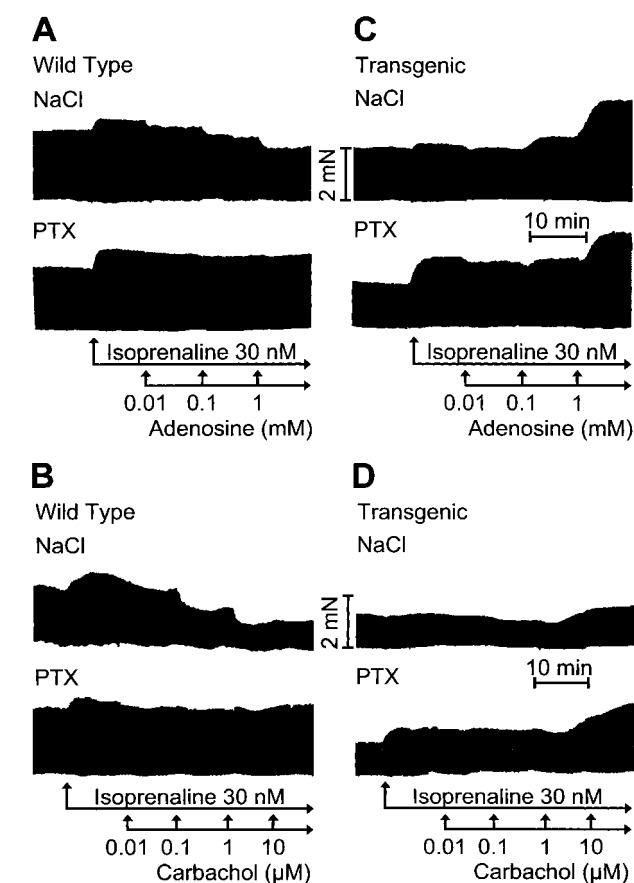 A
Wild Type
NaCl
PTX
Isoprenaline 30 nM
0.01 0.1 1
Adenosine (mM)
C
Transgenic
NaCl
2 mN
10 min
PTX
Isoprenaline 30 nM
0.01 0.1 1
Adenosine (mM)
B
Wild Type
NaCl
PTX
Isoprenaline 30 nM
0.01 0.1 1 10
Carbachol (µM)
D
Transgenic
NaCl
2 mN
10 min
PTX
Isoprenaline 30 nM
0.01 0.1 1 10
Carbachol (µM)